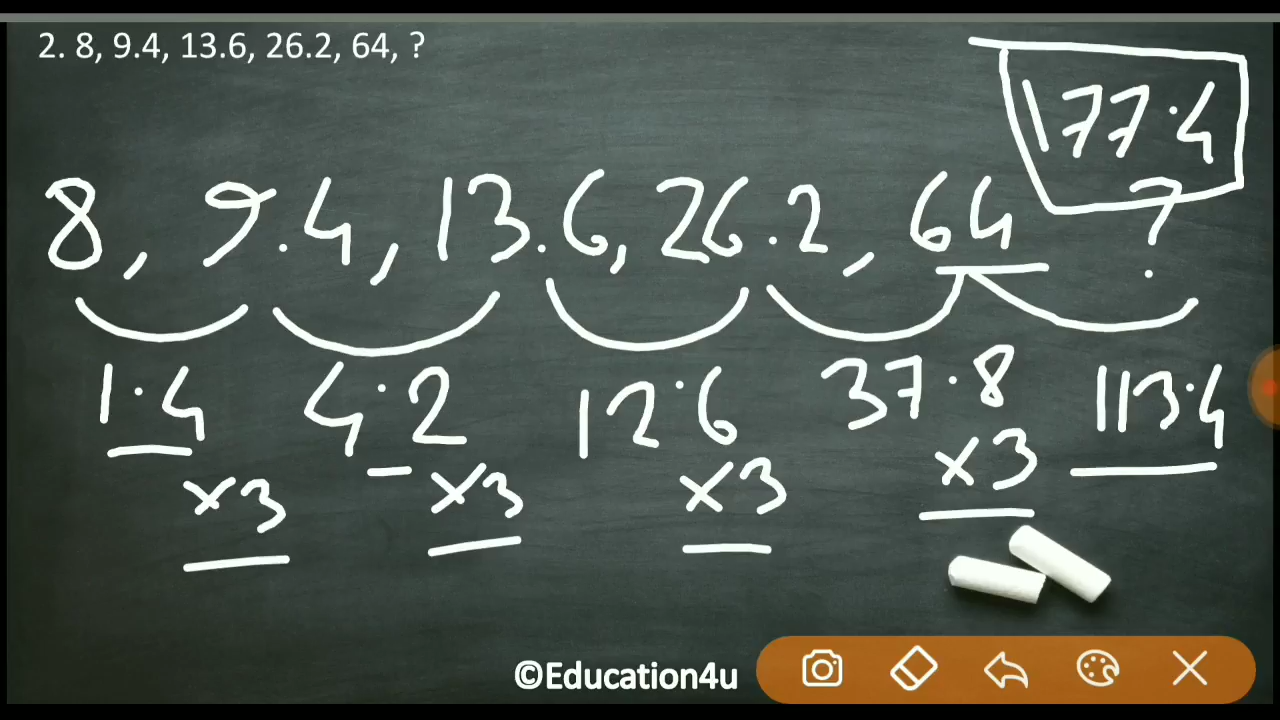 2. 8, 9.4, 13.6, 26.2, 64, ?
177.4
8, 9.4, 13.6, 26.2, 64 ?
1.4 4.2 12.6 37.8 113.4
×3 ×3 ×3 ×3
©Education4u